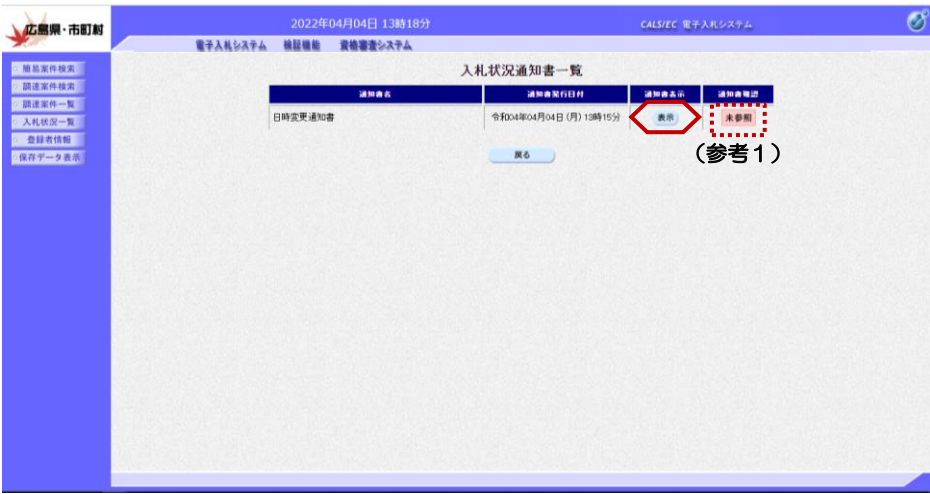 広島県・市町村
2022年04月04日 13時18分
CALS/EC 電子入札システム
電子入札システム 検証機能 資格審査システム
簡易案件検索
調達案件検索
調達案件一覧
入札状況一覧
登録者情報
保存データ表示
入札状況通知書一覧
通知書名 通知書発行日付 通知書表示 通知書確認
日時変更通知書 令和04年04月04日 (月) 13時15分 表示 未参照
(参考1)
戻る